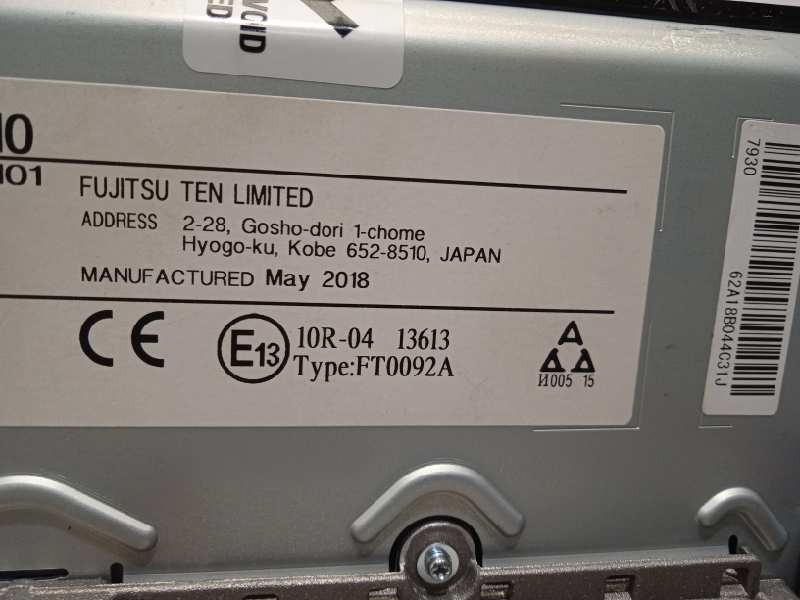 FUJITSU TEN LIMITED
ADDRESS 2-28, Gosho-dori 1-chome
Hyogo-ku, Kobe 652-8510, JAPAN
MANUFACTURED May 2018
CE E13 10R-04 13613
Type:FT0092A
И005 15
7930
62A18B044C31J